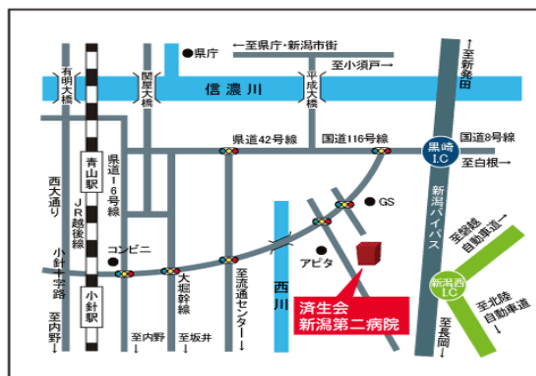 ●県庁
←至県庁・新潟市街
至小須戸→
至新発田→
有明大橋
関屋大橋
信濃川
平成大橋
県道42号線
国道116号線
黒崎I.C
国道8号線
至白根→
青山駅
県道16号線
西大通り
JR越後線
新潟バイパス
GS
コンビニ
アピタ
至磐越自動車道→
小針十字路
小針駅
大堀幹線
至流通センター→
西川
済生会
新潟第二病院
新潟西I.C
至北陸自動車道→
至内野→
至内野→
至坂井→
至長岡→